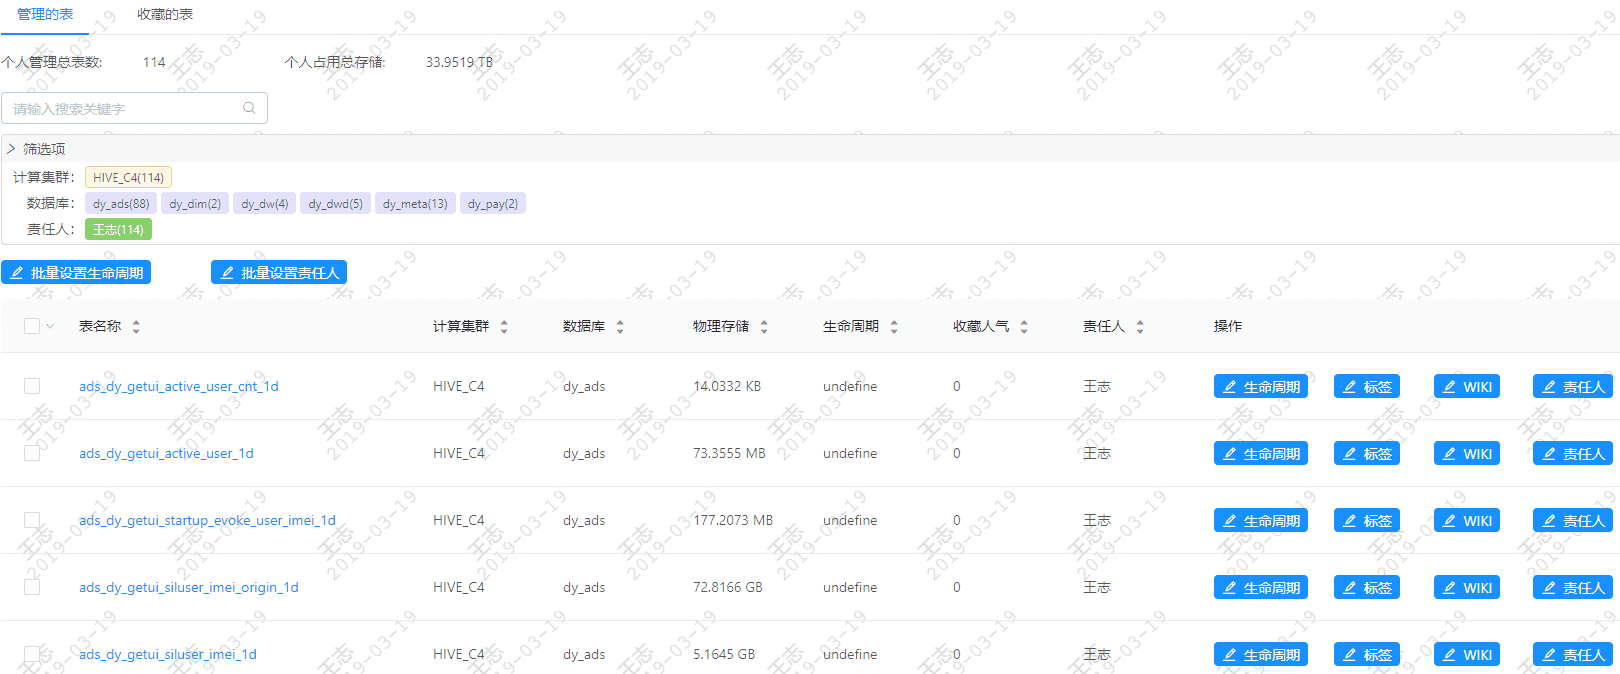 管理的表 收藏的表
个人管理总表数: 114 个人占用总存储: 33.9519 TB
请输入搜索关键字
筛选项
计算集群: HIVE_C4(114)
数据库: dy_ads(88) dy_dim(2) dy_dw(4) dy_dwd(5) dy_meta(13) dy_pay(2)
责任人: 王志(114)
批量设置生命周期 批量设置责任人
表名称 计算集群 数据库 物理存储 生命周期 收藏人气 责任人 操作
ads_dy_getui_active_user_cnt_1d HIVE_C4 dy_ads 14.0332 KB undefine 0 王志 生命周期 标签 WIKI 责任人
ads_dy_getui_active_user_1d HIVE_C4 dy_ads 73.3555 MB undefine 0 王志 生命周期 标签 WIKI 责任人
ads_dy_getui_startup_evoke_user_imei_1d HIVE_C4 dy_ads 177.2073 MB undefine 0 王志 生命周期 标签 WIKI 责任人
ads_dy_getui_siluser_imei_origin_1d HIVE_C4 dy_ads 72.8166 GB undefine 0 王志 生命周期 标签 WIKI 责任人
ads_dy_getui_siluser_imei_1d HIVE_C4 dy_ads 5.1645 GB undefine 0 王志 生命周期 标签 WIKI 责任人
王志
2019-03-19